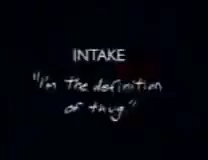 INTAKE
"I'm the definition
of thug"